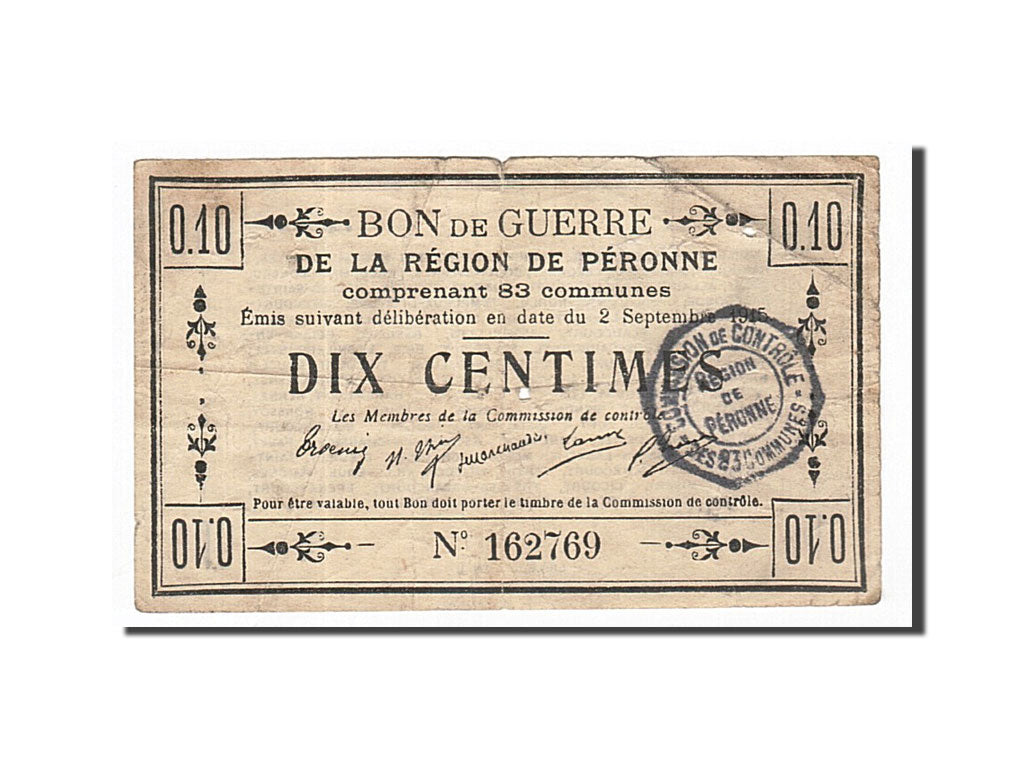 0.10 BON DE GUERRE 0.10
DE LA RÉGION DE PÉRONNE
comprenant 83 communes
Émis suivant délibération en date du 2 Septembre 1915
DIX CENTIMES
Les Membres de la Commission de contrôle
COMMISSION DE CONTRÔLE
DES 83 COMMUNES
RÉGION
DE
PÉRONNE
Pour être valable, tout Bon doit porter le timbre de la Commission de contrôle.
0.10 N° 162769 0.10